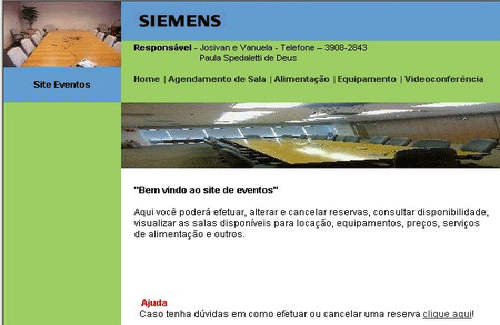 SIEMENS
Responsável - Josivan e Vanuela - Telefone – 3908-2843
Paula Spedaletti de Deus
Home | Agendamento de Sala | Alimentação | Equipamento | Videoconferência
Site Eventos
"Bem vindo ao site de eventos"
Aqui você poderá efetuar, alterar e cancelar reservas, consultar disponibilidade,
visualizar as salas disponíveis para locação, equipamentos, preços, serviços
de alimentação e outros.
Ajuda
Caso tenha dúvidas em como efetuar ou cancelar uma reserva clique aqui!